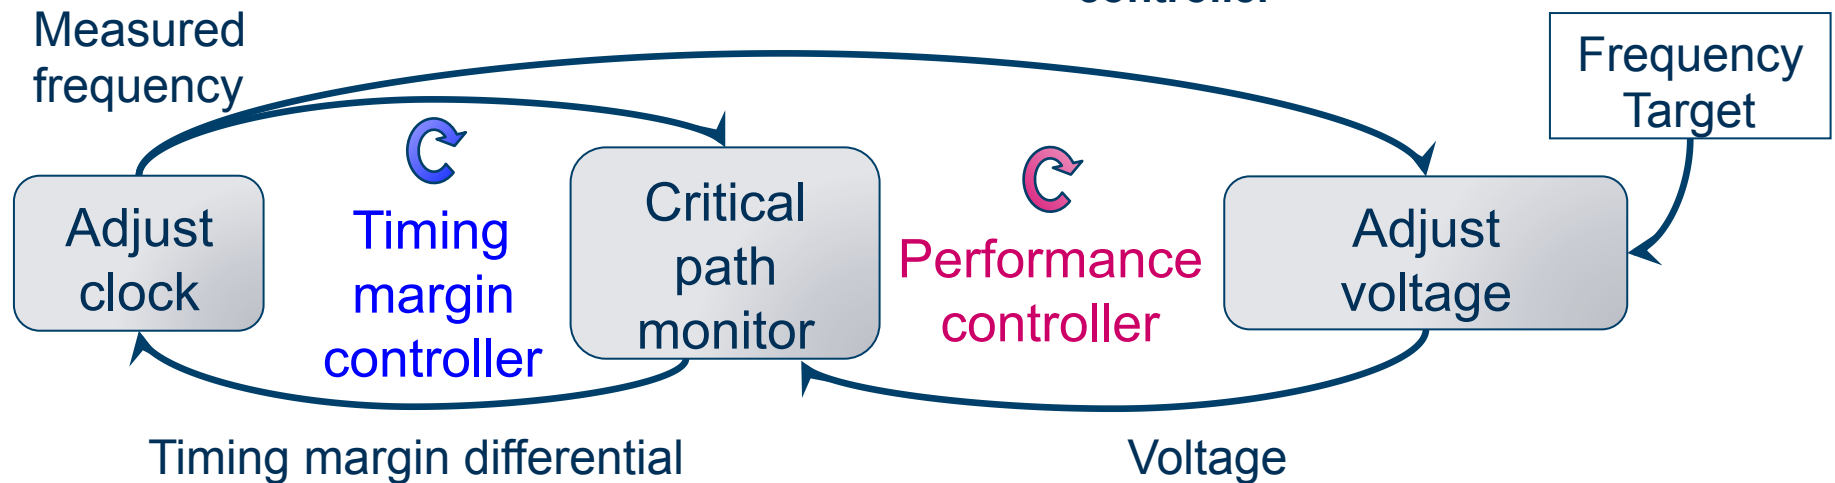 controller
Measured
frequency
Frequency
Target
Adjust
clock
Timing
margin
controller
Critical
path
monitor
Performance
controller
Adjust
voltage
Timing margin differential
Voltage